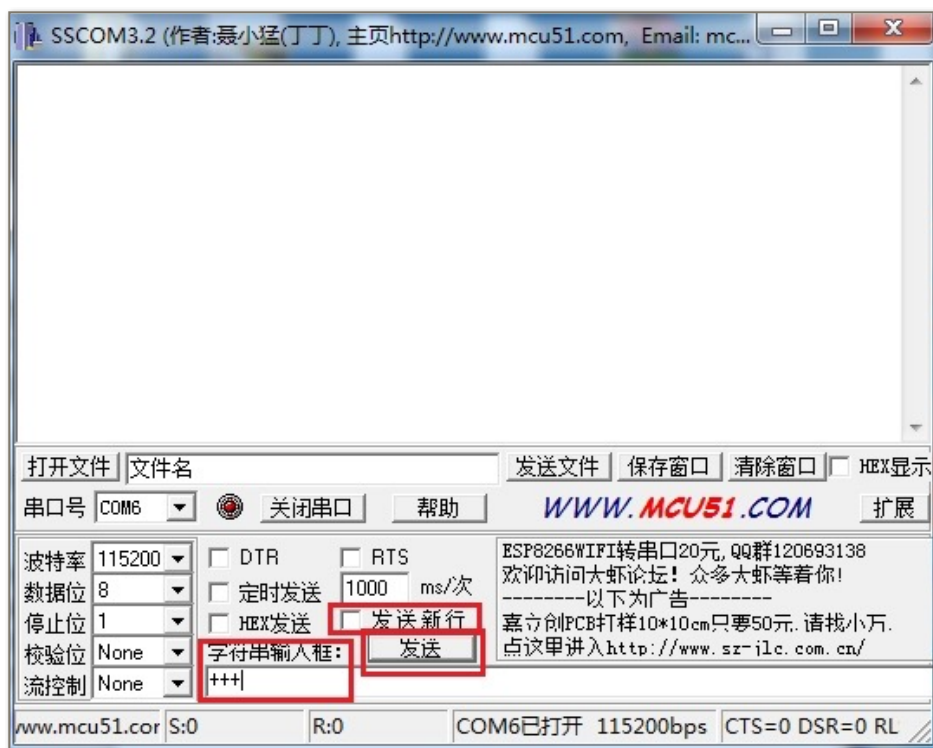 SSCOM3.2 (作者:聂小猛(丁丁), 主页http://www.mcu51.com, Email: mc...
打开文件 文件名 发送文件 保存窗口 清除窗口 HEX显示
串口号 COM6 关闭串口 帮助 WWW.MCU51.COM 扩展
波特率 115200 DTR RTS
数据位 8 定时发送 1000 ms/次
停止位 1 HEX发送 发送新行
校验位 None 字符串输入框: 发送
流控制 None +++
ESP8266WIFI转串口20元,QQ群120693138
欢仰访问大虾论坛! 众多大虾等着你!
--------以下为广告--------
嘉立创PCB打样10*10cm只要50元.请找小万.
点这里进入http://www.sz-jlc.com.cn/
www.mcu51.cor S:0 R:0 COM6已打开 115200bps CTS=0 DSR=0 RL